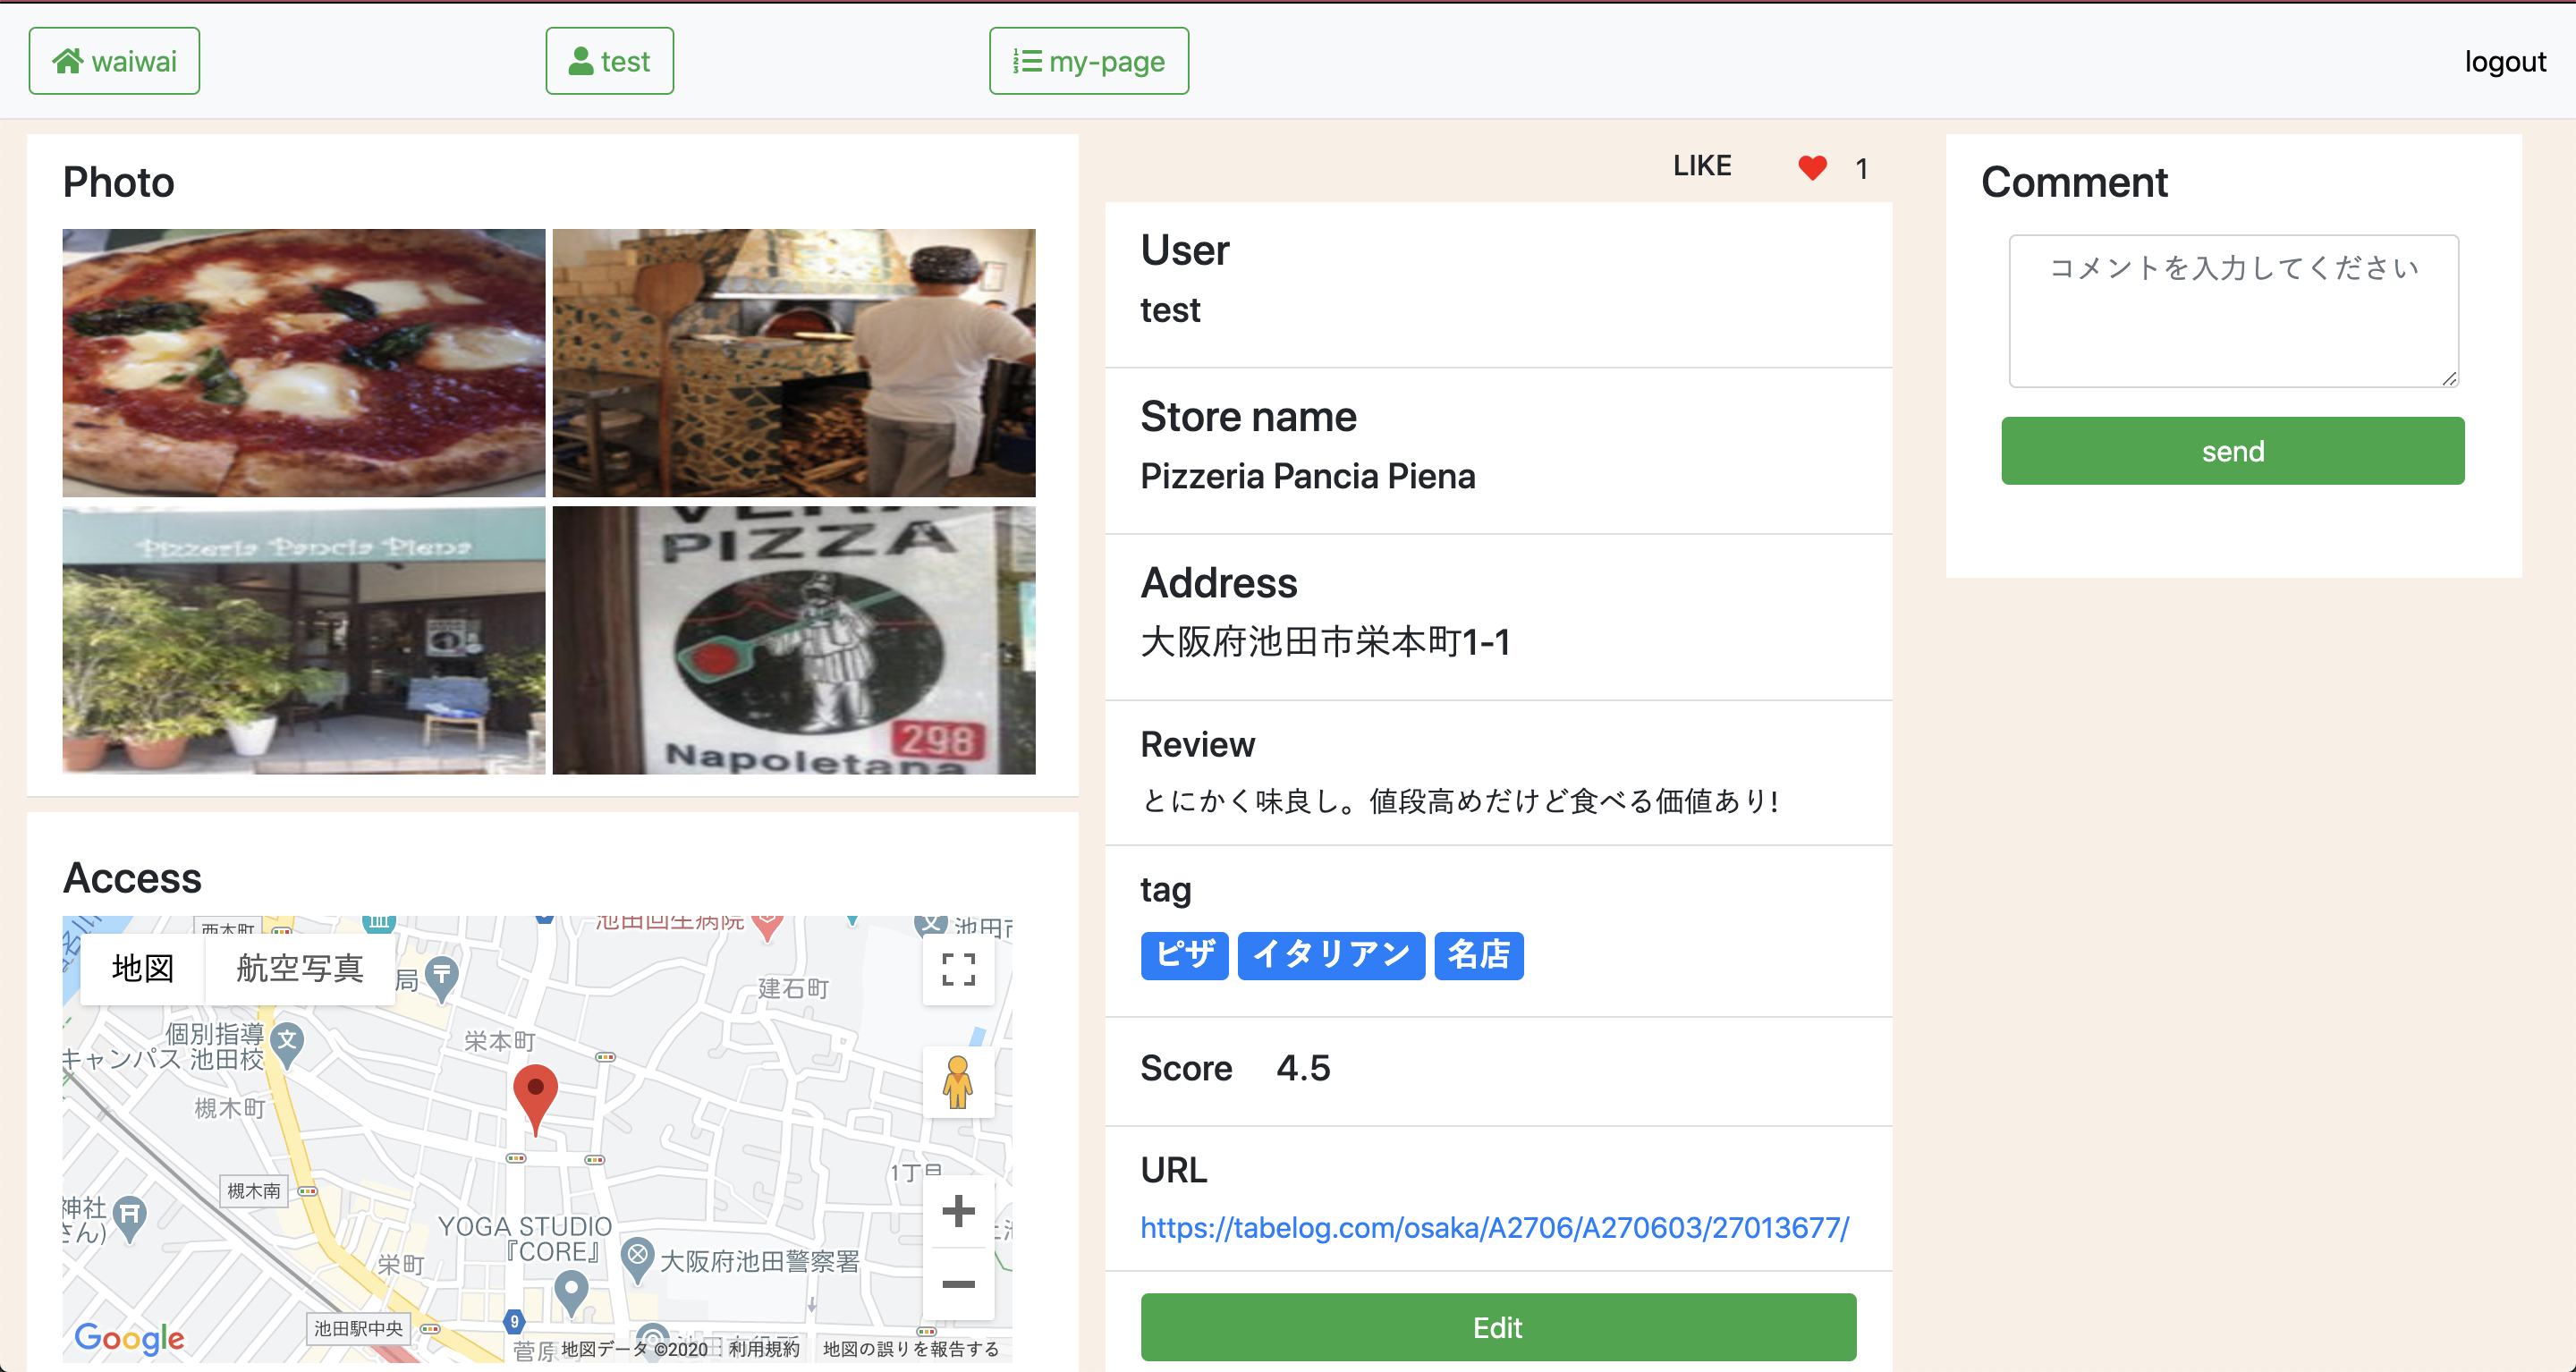 waiwai
test
my-page
logout
Photo
Pizzeria Pancia Piena
PIZZA
298
Napoletana
Access
地図
航空写真
西本町
池田回生病院
局
建石町
個別指導
キャンパス 池田校
栄本町
槻木町
1丁目
槻木南
神社
さん)
YOGA STUDIO
『CORE』
大阪府池田警察署
栄町
9
池田駅中央
菅原
Google
地図データ ©2020
利用規約
地図の誤りを報告する
LIKE
1
User
test
Store name
Pizzeria Pancia Piena
Address
大阪府池田市栄本町1-1
Review
とにかく味良し。値段高めだけど食べる価値あり!
tag
ピザ
イタリアン
名店
Score 4.5
URL
https://tabelog.com/osaka/A2706/A270603/27013677/
Edit
Comment
コメントを入力してください
send